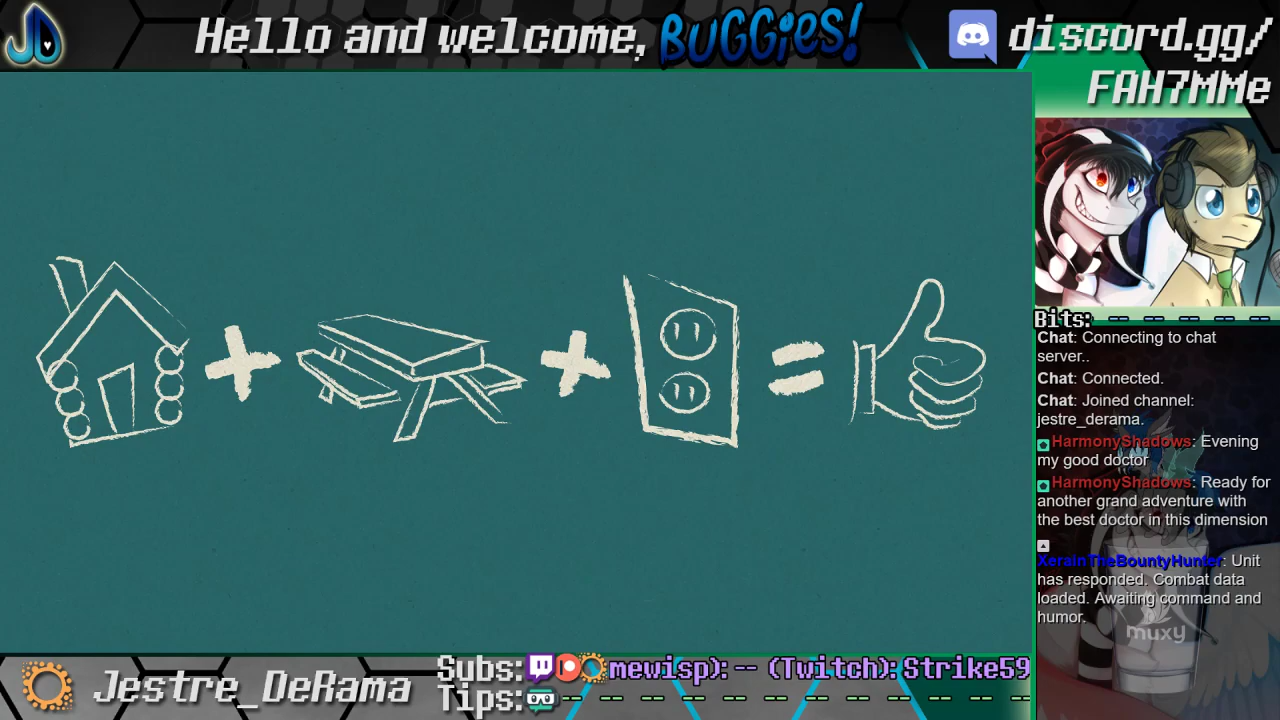 JD
Hello and welcome, BUGGIES!
discord.gg/
FAH7MMe
Bits: -- -- -- -- --
Chat: Connecting to chat
server..
Chat: Connected.
Chat: Joined channel:
jestre_derama.
HarmonyShadows: Evening
my good doctor
HarmonyShadows: Ready for
another grand adventure with
the best doctor in this dimension
XerainTheBountyHunter: Unit
has responded. Combat data
loaded. Awaiting command and
humor.
muxy
Jestre_DeRama
Subs: mewisp): -- (Twitch): Strike59
Tips: -- -- -- -- -- -- -- -- -- -- -- --